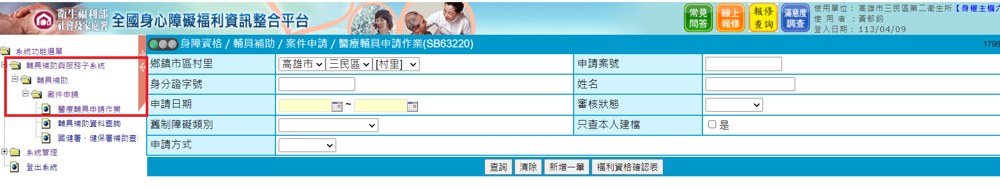 衛生福利部
社會及家庭署
全國身心障礙福利資訊整合平台
常見
問答
線上
報修
報修
查詢
滿意度
調查
使用單位： 高雄市三民區第二衛生所【身權主機六
使 用 者 ：黃郁鈞
登入日期： 113/04/09
系統功能選單
輔具補助與服務子系統
輔具補助
案件申請
醫療輔具申請作業
輔具補助資料查詢
國健署、健保署補助查
系統管理
登出系統
身障資格 / 輔具補助 / 案件申請 / 醫療輔具申請作業(SB63220)
1796
鄉鎮市區村里 高雄市 三民區 [村里] 申請案號
身分證字號 姓名
申請日期 ~ 審核狀態
舊制障礙類別 只查本人建檔 是
申請方式
查詢 清除 新增一筆 福利資格確認表